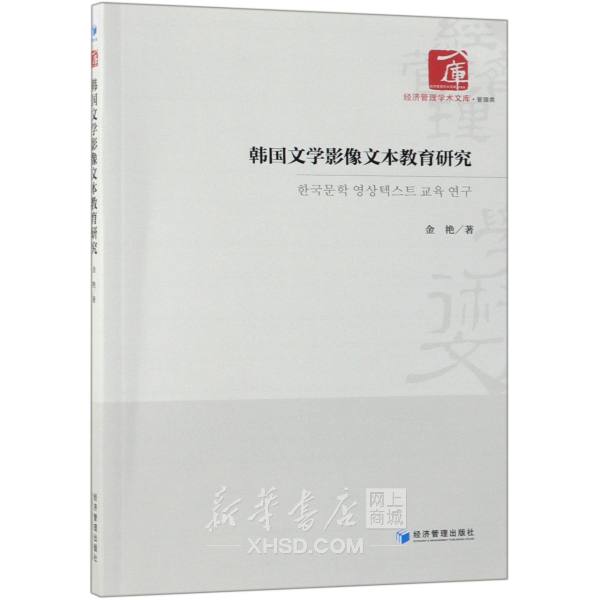 文库
经济管理学术文库·管理类
韩国文学影像文本教育研究
한국문학 영상텍스트 교육 연구
金 艳／著
经济管理出版社
韩国文学影像文本教育研究
金 艳 著
经济管理出版社
新华书店
网上商城
XHSD.COM